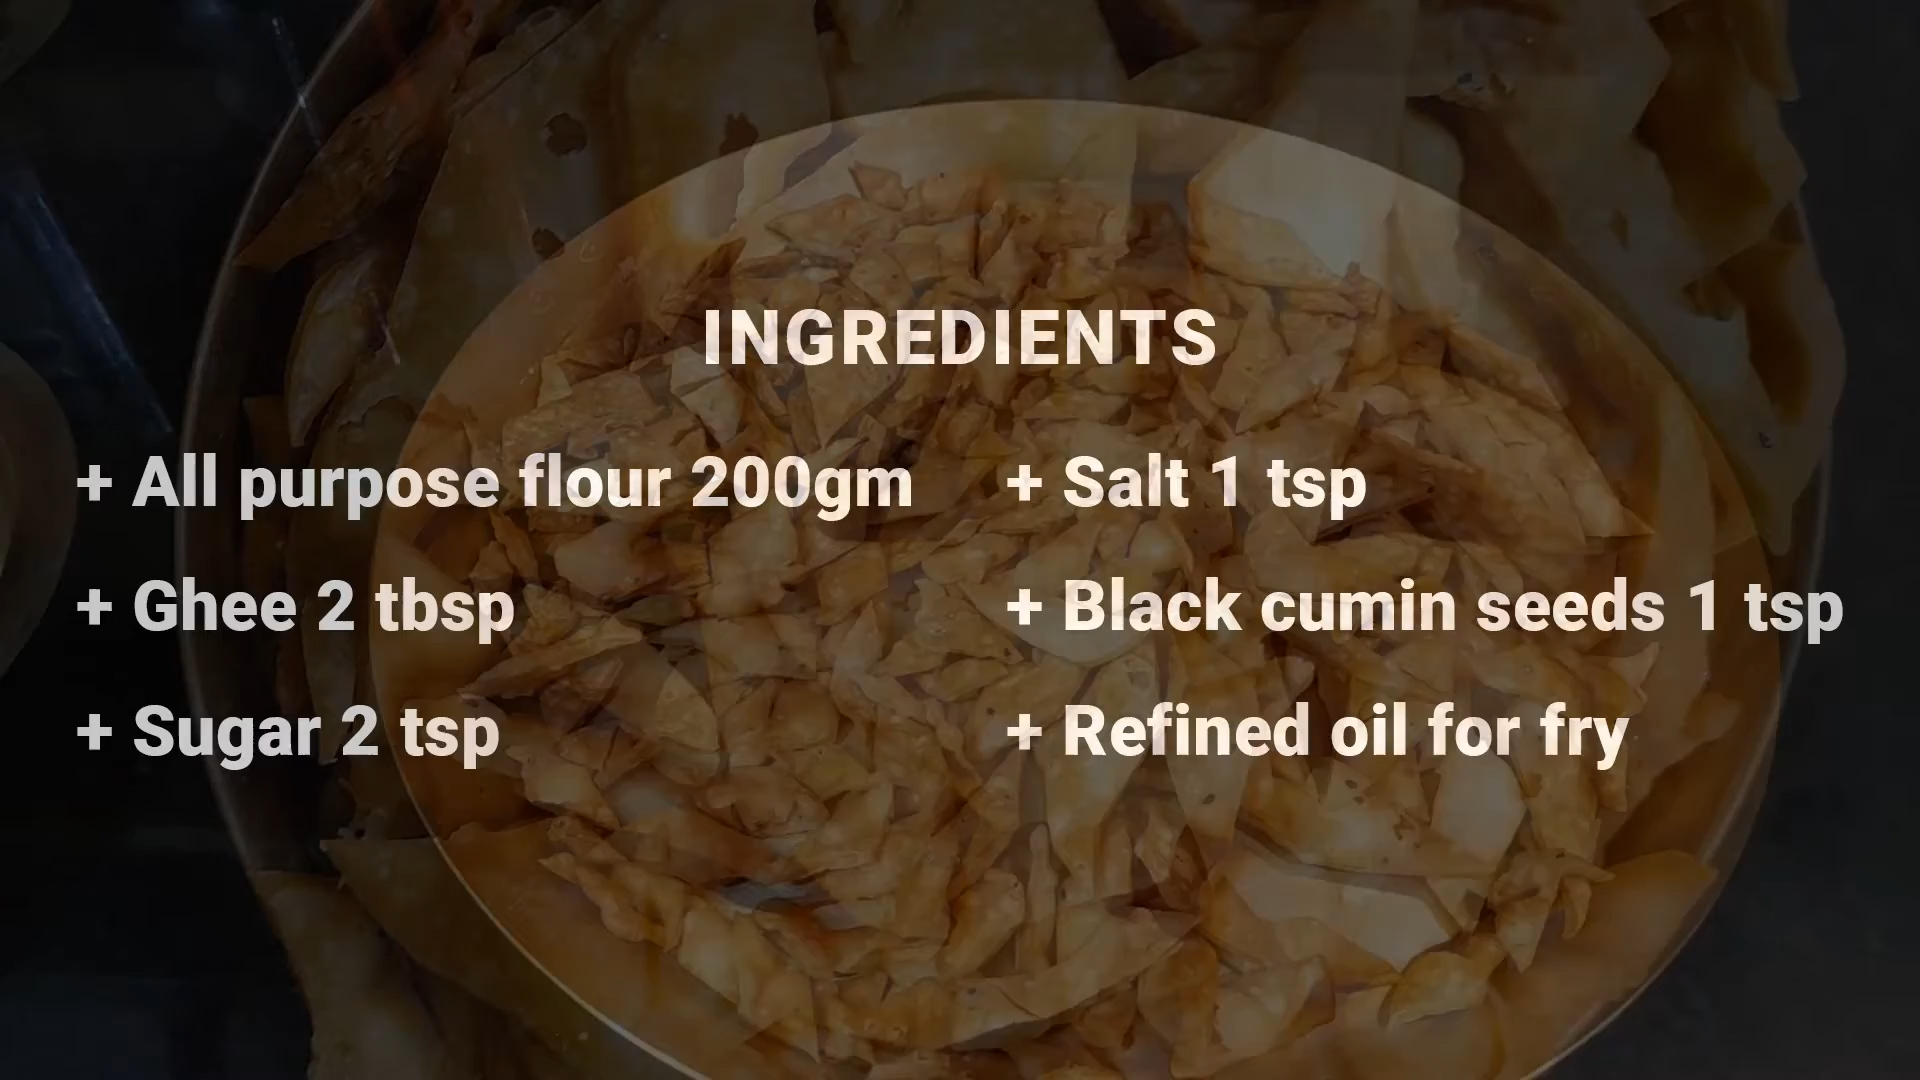 INGREDIENTS
+ All purpose flour 200gm
+ Ghee 2 tbsp
+ Sugar 2 tsp
+ Salt 1 tsp
+ Black cumin seeds 1 tsp
+ Refined oil for fry